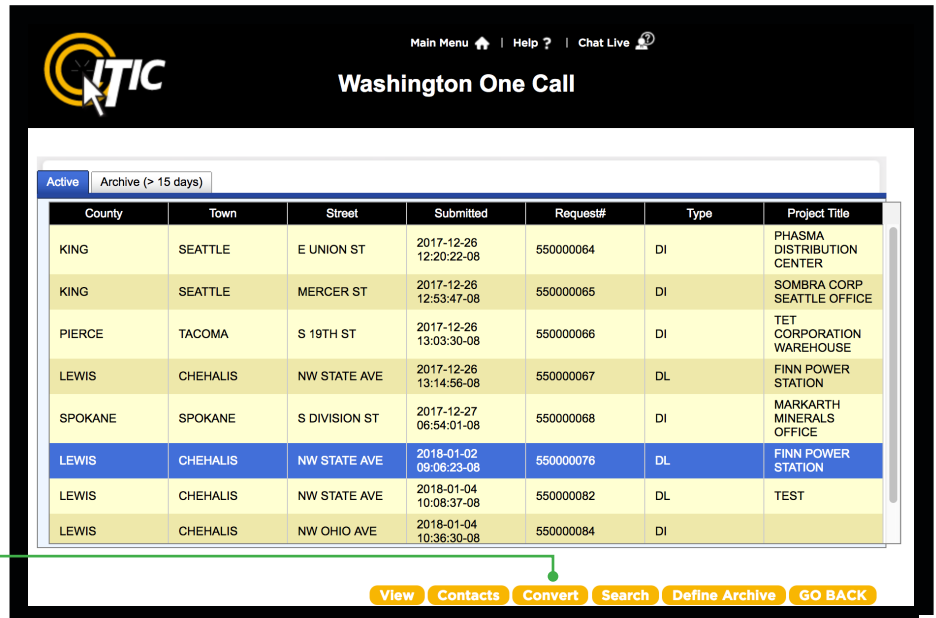 Main Menu | Help ? | Chat Live ?
ITIC
Washington One Call
Active Archive (> 15 days)
County Town Street Submitted Request# Type Project Title
KING SEATTLE E UNION ST 2017-12-26 12:20:22-08 550000064 DI PHASMA DISTRIBUTION CENTER
KING SEATTLE MERCER ST 2017-12-26 12:53:47-08 550000065 DI SOMBRA CORP SEATTLE OFFICE
PIERCE TACOMA S 19TH ST 2017-12-26 13:03:30-08 550000066 DI TET CORPORATION WAREHOUSE
LEWIS CHEHALIS NW STATE AVE 2017-12-26 13:14:56-08 550000067 DL FINN POWER STATION
SPOKANE SPOKANE S DIVISION ST 2017-12-27 06:54:01-08 550000068 DI MARKARTH MINERALS OFFICE
LEWIS CHEHALIS NW STATE AVE 2018-01-02 09:06:23-08 550000076 DL FINN POWER STATION
LEWIS CHEHALIS NW STATE AVE 2018-01-04 10:08:37-08 550000082 DL TEST
LEWIS CHEHALIS NW OHIO AVE 2018-01-04 10:36:30-08 550000084 DI
View Contacts Convert Search Define Archive GO BACK